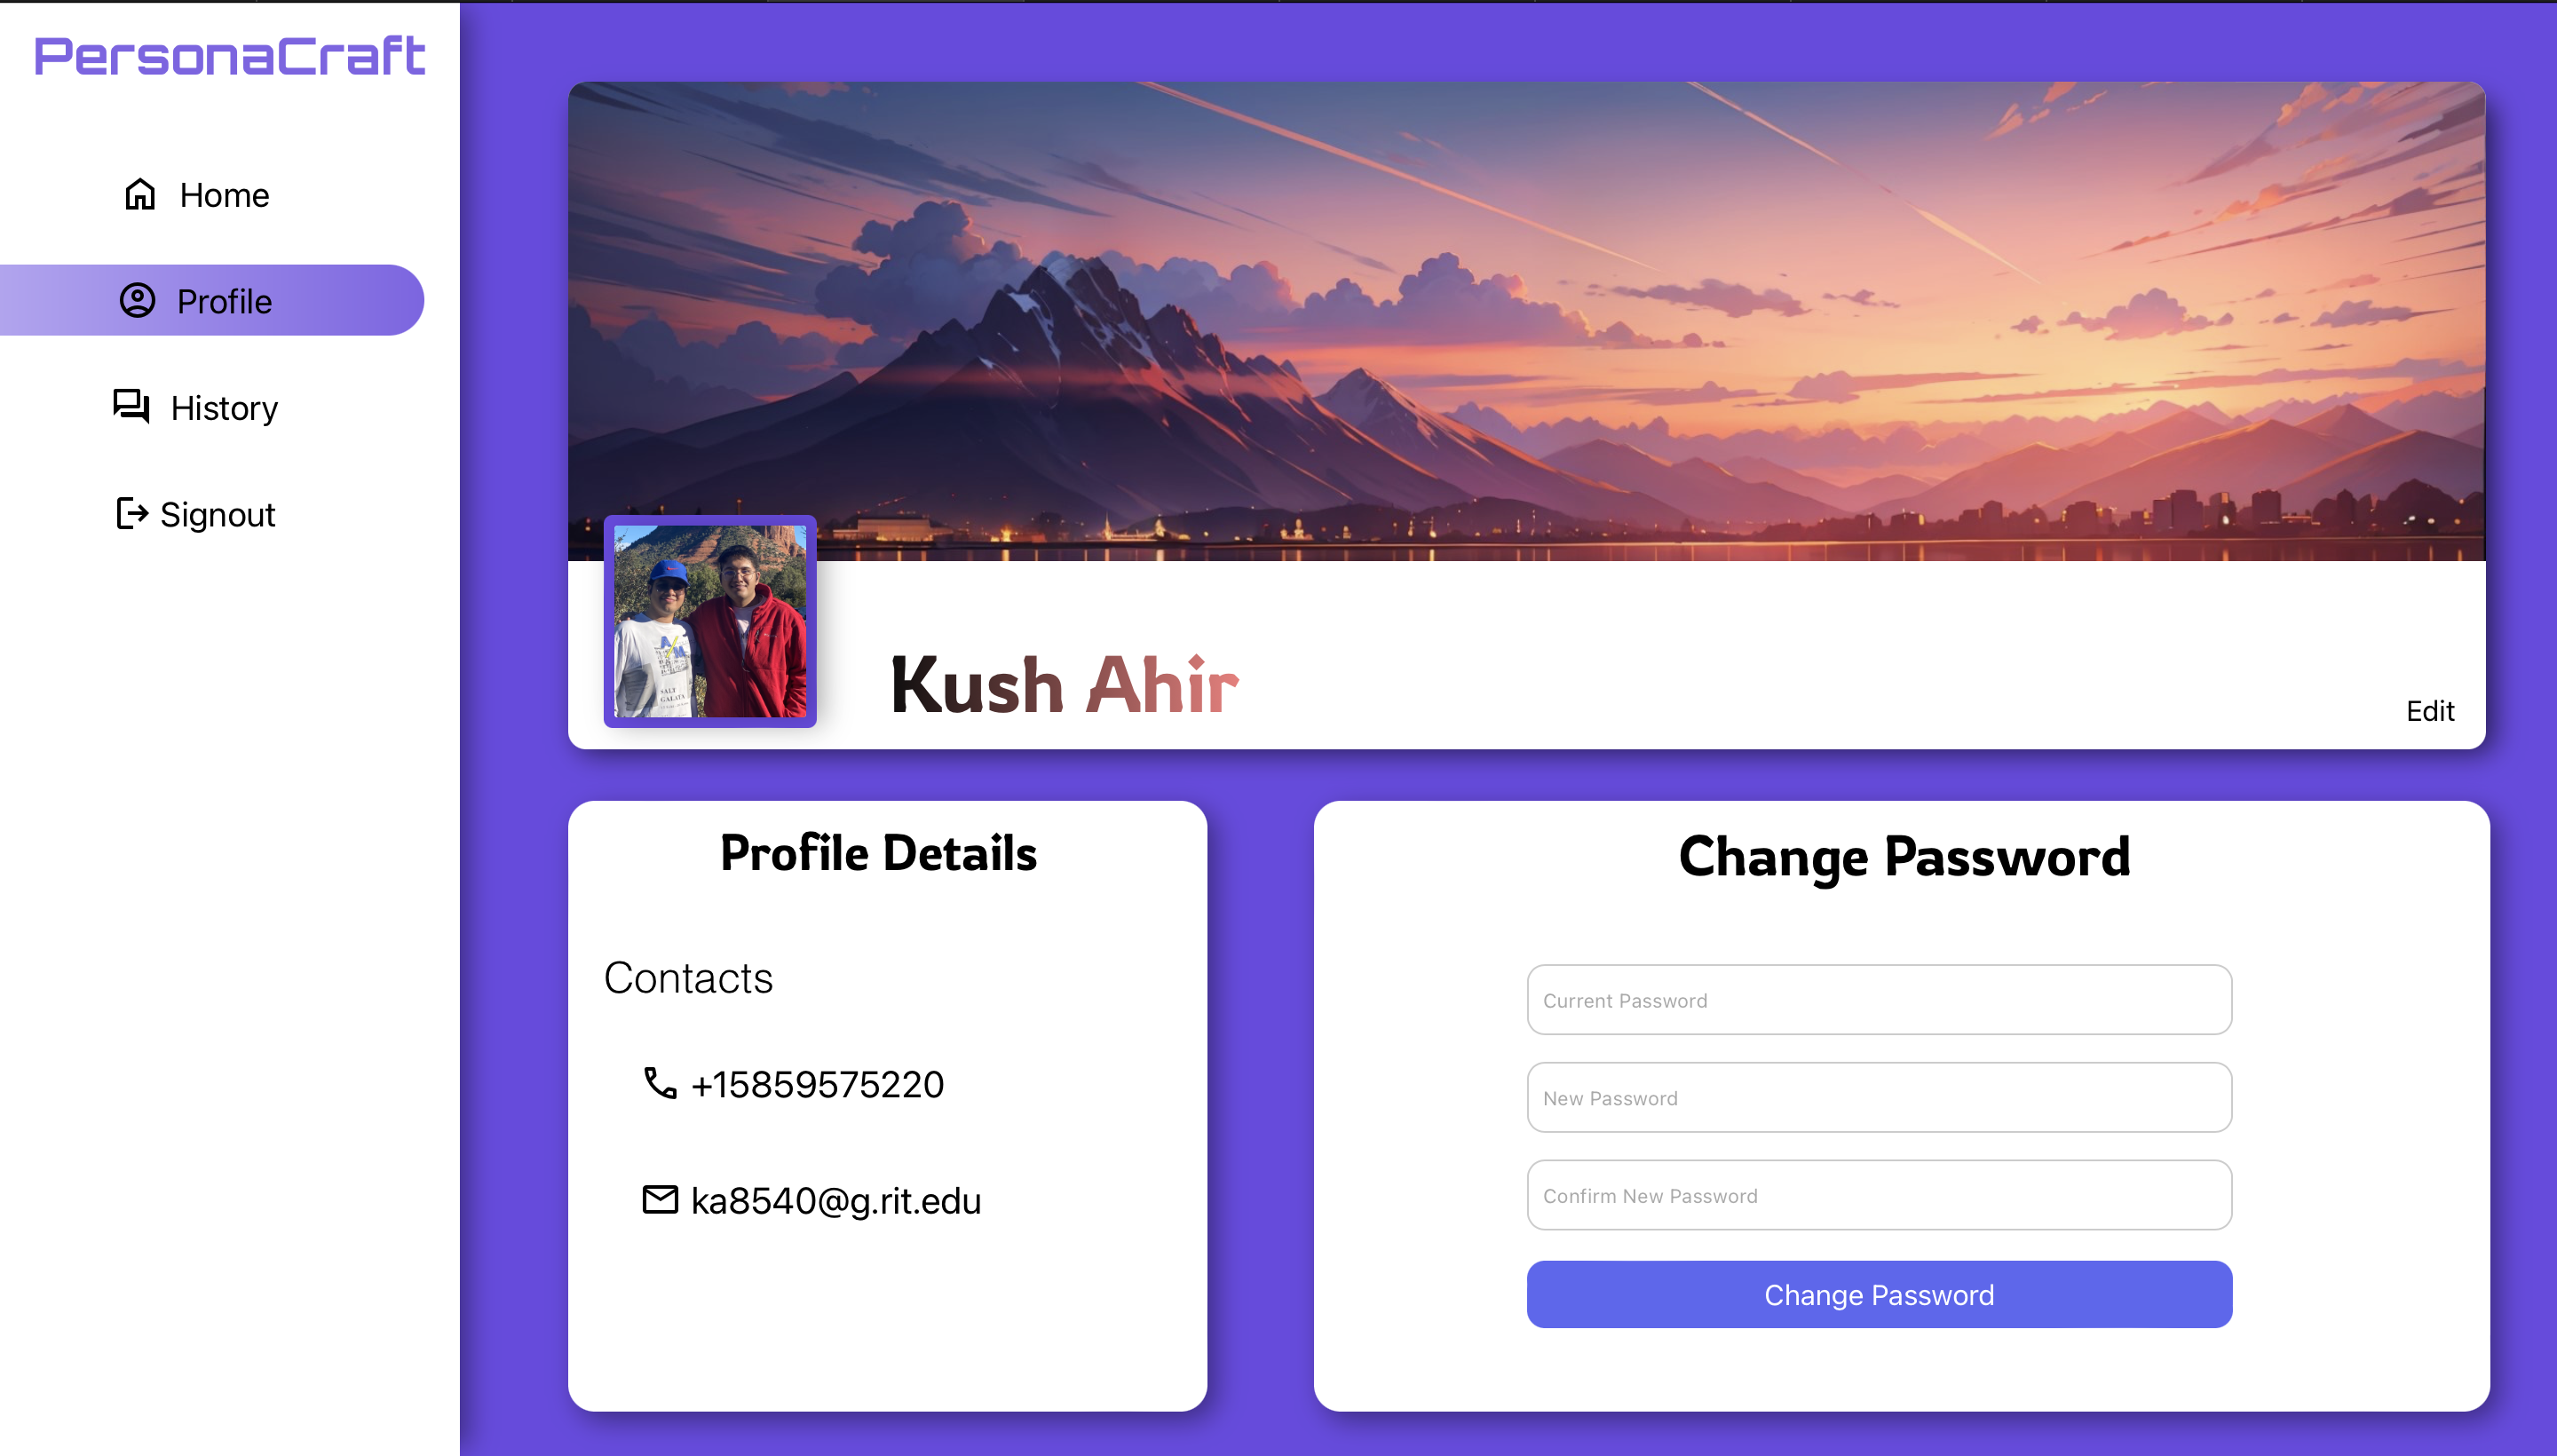 PersonaCraft
Home
Profile
History
Signout
Kush Ahir
Edit
Profile Details
Contacts
+15859575220
ka8540@g.rit.edu
Change Password
Current Password
New Password
Confirm New Password
Change Password